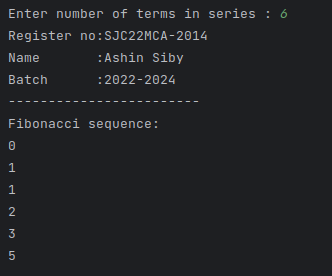 Enter number of terms in series : 6
Register no:SJC22MCA-2014
Name       :Ashin Siby
Batch      :2022-2024
------------------------
Fibonacci sequence:
0
1
1
2
3
5